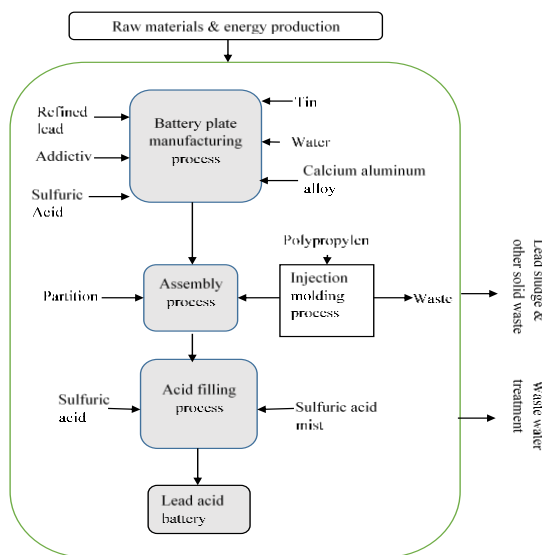 Raw materials & energy production
Refined
lead
Addictiv
Sulfuric
Acid
Battery plate
manufacturing
process
Tin
Water
Calcium aluminum
alloy
Polypropylen
Partition
Assembly
process
Injection
molding
process
Waste
Lead sludge &
other solid waste
Sulfuric
acid
Acid filling
process
Sulfuric acid
mist
Waste water
treatment
Lead acid
battery